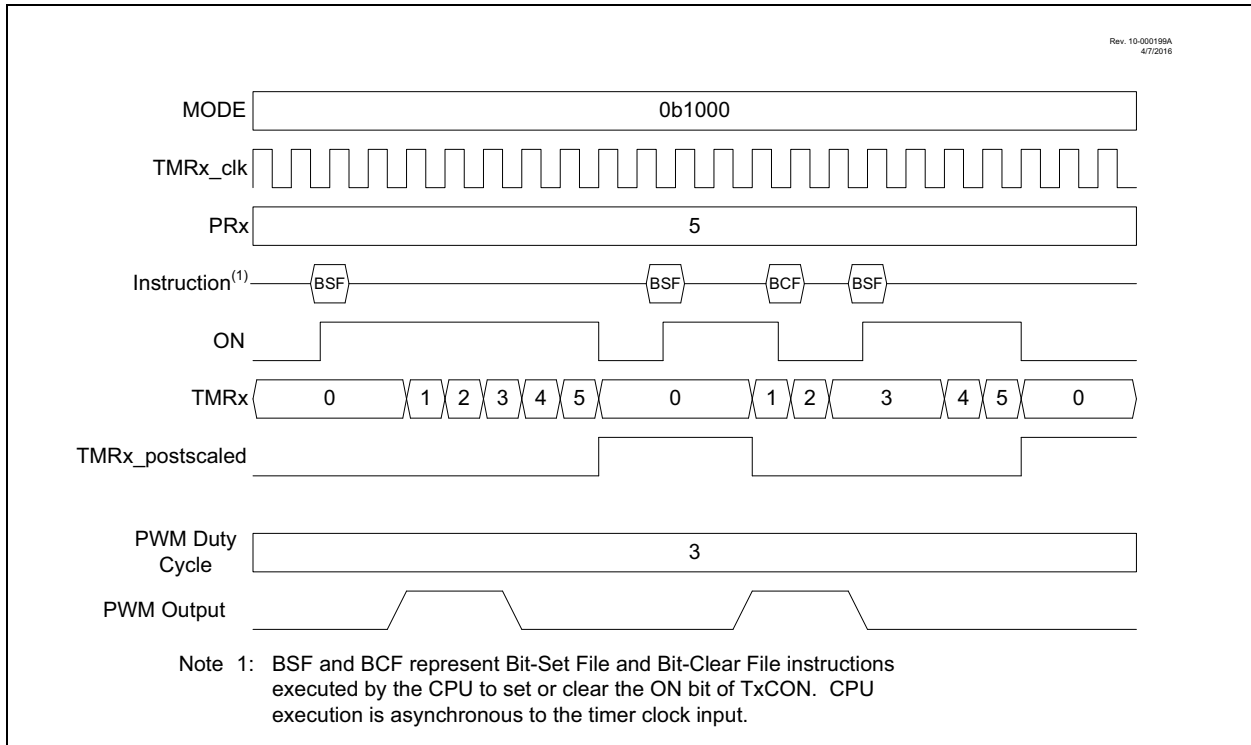 Rev. 10-000199A
4/7/2016
MODE 0b1000
TMRx_clk
PRx 5
Instruction(1) BSF BSF BCF BSF
ON
TMRx 0 1 2 3 4 5 0 1 2 3 4 5 0
TMRx_postscaled
PWM Duty
Cycle 3
PWM Output
Note 1: BSF and BCF represent Bit-Set File and Bit-Clear File instructions
executed by the CPU to set or clear the ON bit of TxCON. CPU
execution is asynchronous to the timer clock input.